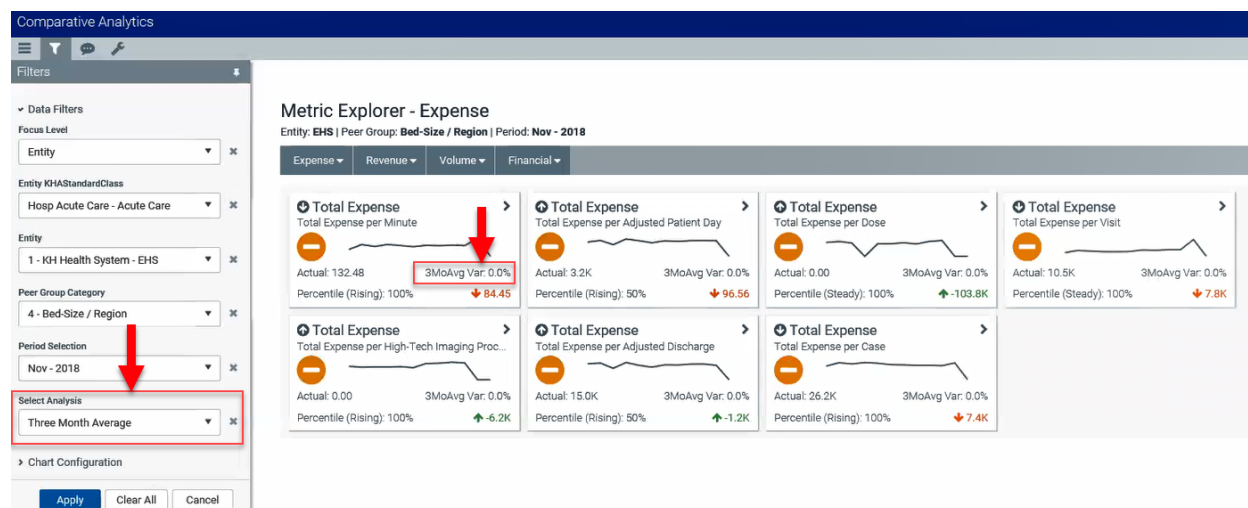 Comparative Analytics
Filters
Data Filters
Focus Level
Entity
Entity KHAStandardClass
Hosp Acute Care - Acute Care
Entity
1 - KH Health System - EHS
Peer Group Category
4 - Bed-Size / Region
Period Selection
Nov - 2018
Select Analysis
Three Month Average
Chart Configuration
Apply Clear All Cancel
Metric Explorer - Expense
Entity: EHS | Peer Group: Bed-Size / Region | Period: Nov - 2018
Expense Revenue Volume Financial
Total Expense
Total Expense per Minute
Actual: 132.48 3MoAvg Var: 0.0%
Percentile (Rising): 100% 84.45
Total Expense
Total Expense per Adjusted Patient Day
Actual: 3.2K 3MoAvg Var: 0.0%
Percentile (Rising): 50% 96.56
Total Expense
Total Expense per Dose
Actual: 0.00 3MoAvg Var: 0.0%
Percentile (Steady): 100% -103.8K
Total Expense
Total Expense per Visit
Actual: 10.5K 3MoAvg Var: 0.0%
Percentile (Steady): 100% 7.8K
Total Expense
Total Expense per High-Tech Imaging Proc...
Actual: 0.00 3MoAvg Var: 0.0%
Percentile (Rising): 100% -6.2K
Total Expense
Total Expense per Adjusted Discharge
Actual: 15.0K 3MoAvg Var: 0.0%
Percentile (Rising): 50% -1.2K
Total Expense
Total Expense per Case
Actual: 26.2K 3MoAvg Var: 0.0%
Percentile (Rising): 100% 7.4K